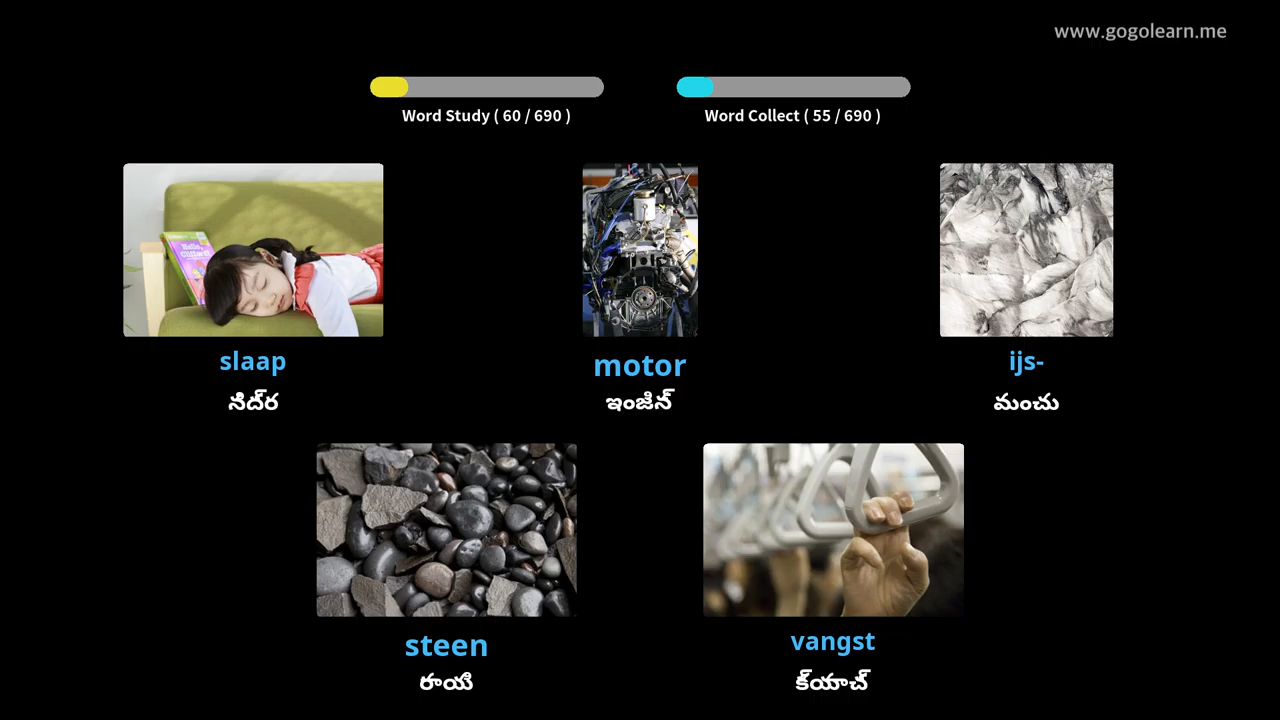 www.gogolearn.me
Word Study ( 60 / 690 )
Word Collect ( 55 / 690 )
slaap
motor
ijs-
నిద్ర
ఇంజిన్
మంచు
steen
vangst
రాయి
క్యాచ్